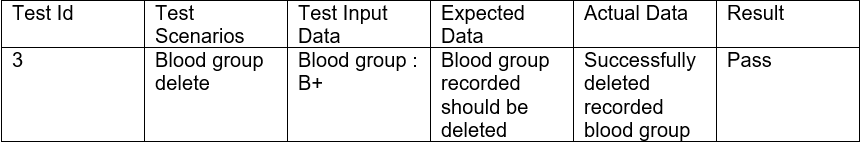 Test Id
Test
Scenarios
Test Input
Data
Expected
Data
Actual Data
Result
3
Blood group
delete
Blood group :
B+
Blood group
recorded
should be
deleted
Successfully
deleted
recorded
blood group
Pass